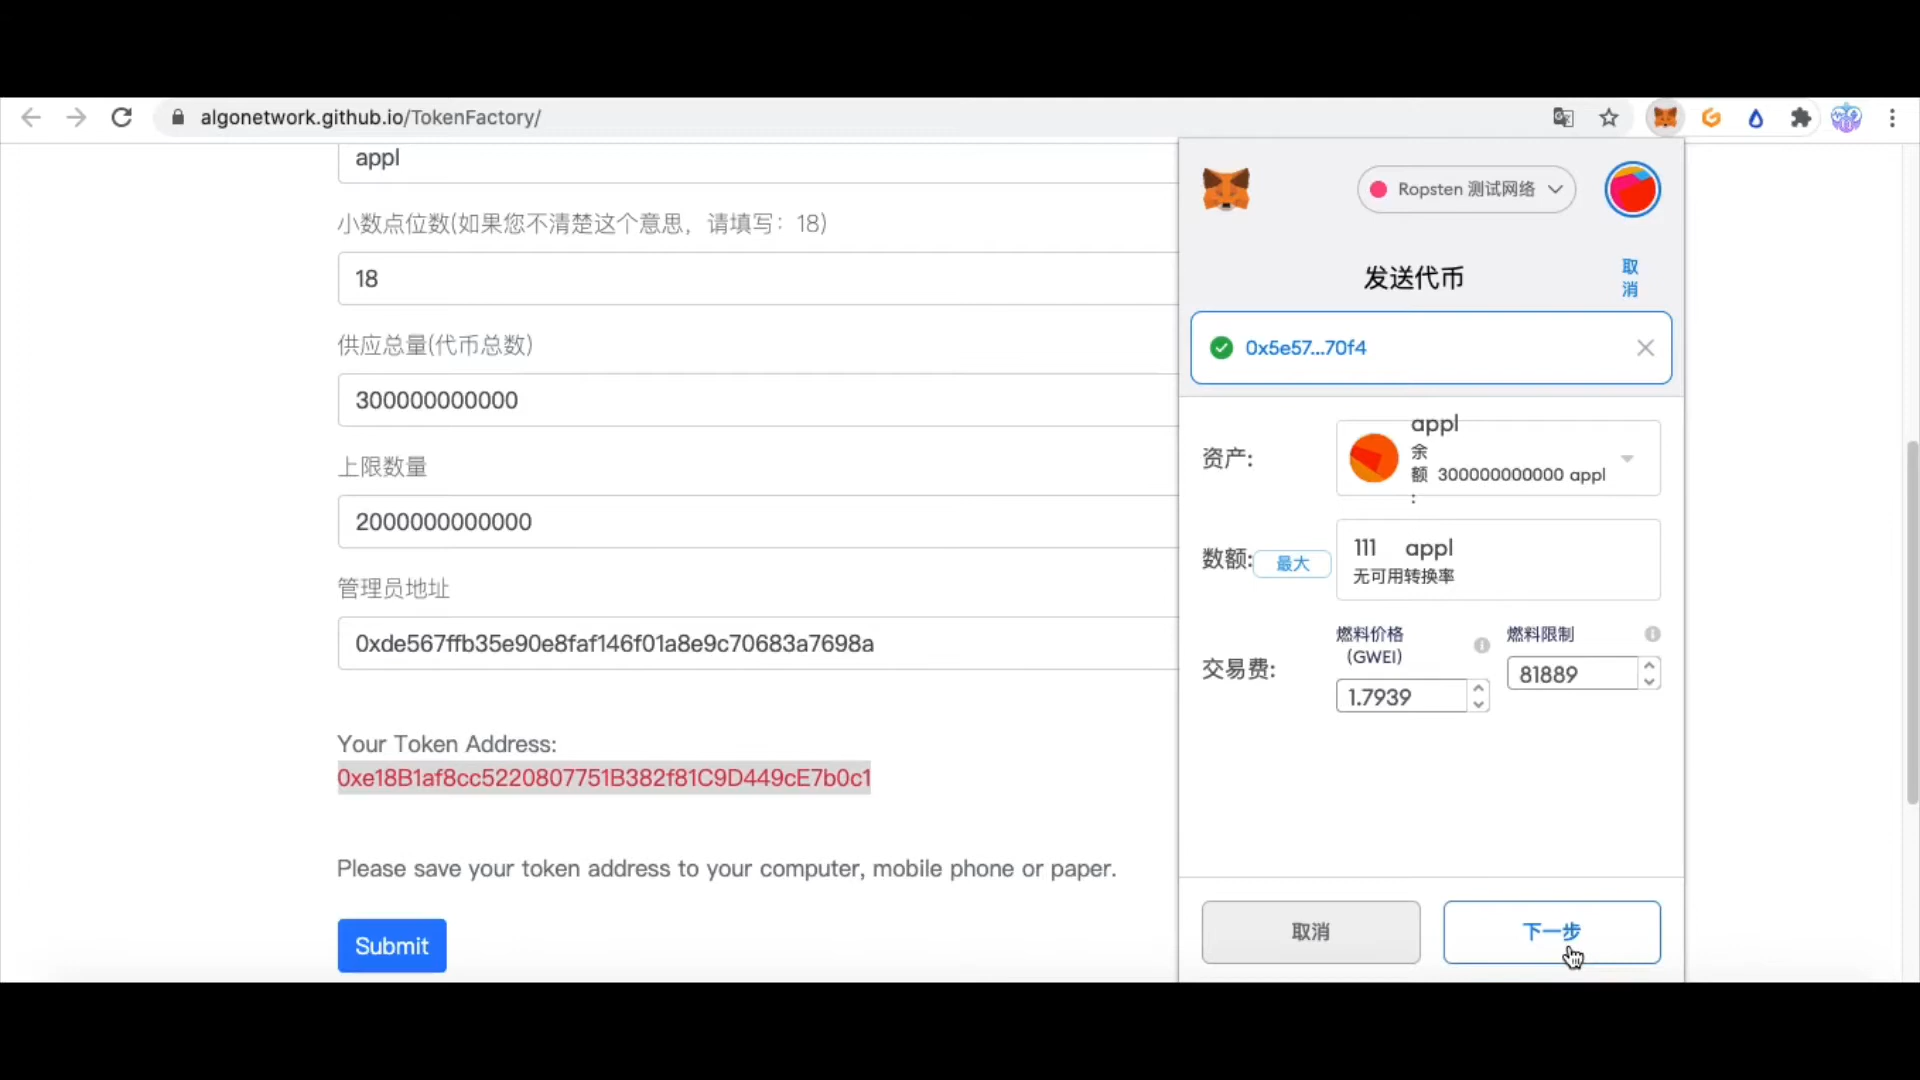 algonetwork.github.io/TokenFactory/
appl
小数点位数(如果您不清楚这个意思，请填写：18)
18
供应总量(代币总数)
300000000000
上限数量
2000000000000
管理员地址
0xde567ffb35e90e8faf146f01a8e9c70683a7698a
Your Token Address:
0xe18B1af8cc5220807751B382f81C9D449cE7b0c1
Please save your token address to your computer, mobile phone or paper.
Submit
Ropsten 测试网络
发送代币
取
消
0x5e57...70f4
资产:
appl
余
额 300000000000 appl
:
数额:
最大
111 appl
无可用转换率
交易费:
燃料价格
(GWEI)
1.7939
燃料限制
81889
取消
下一步